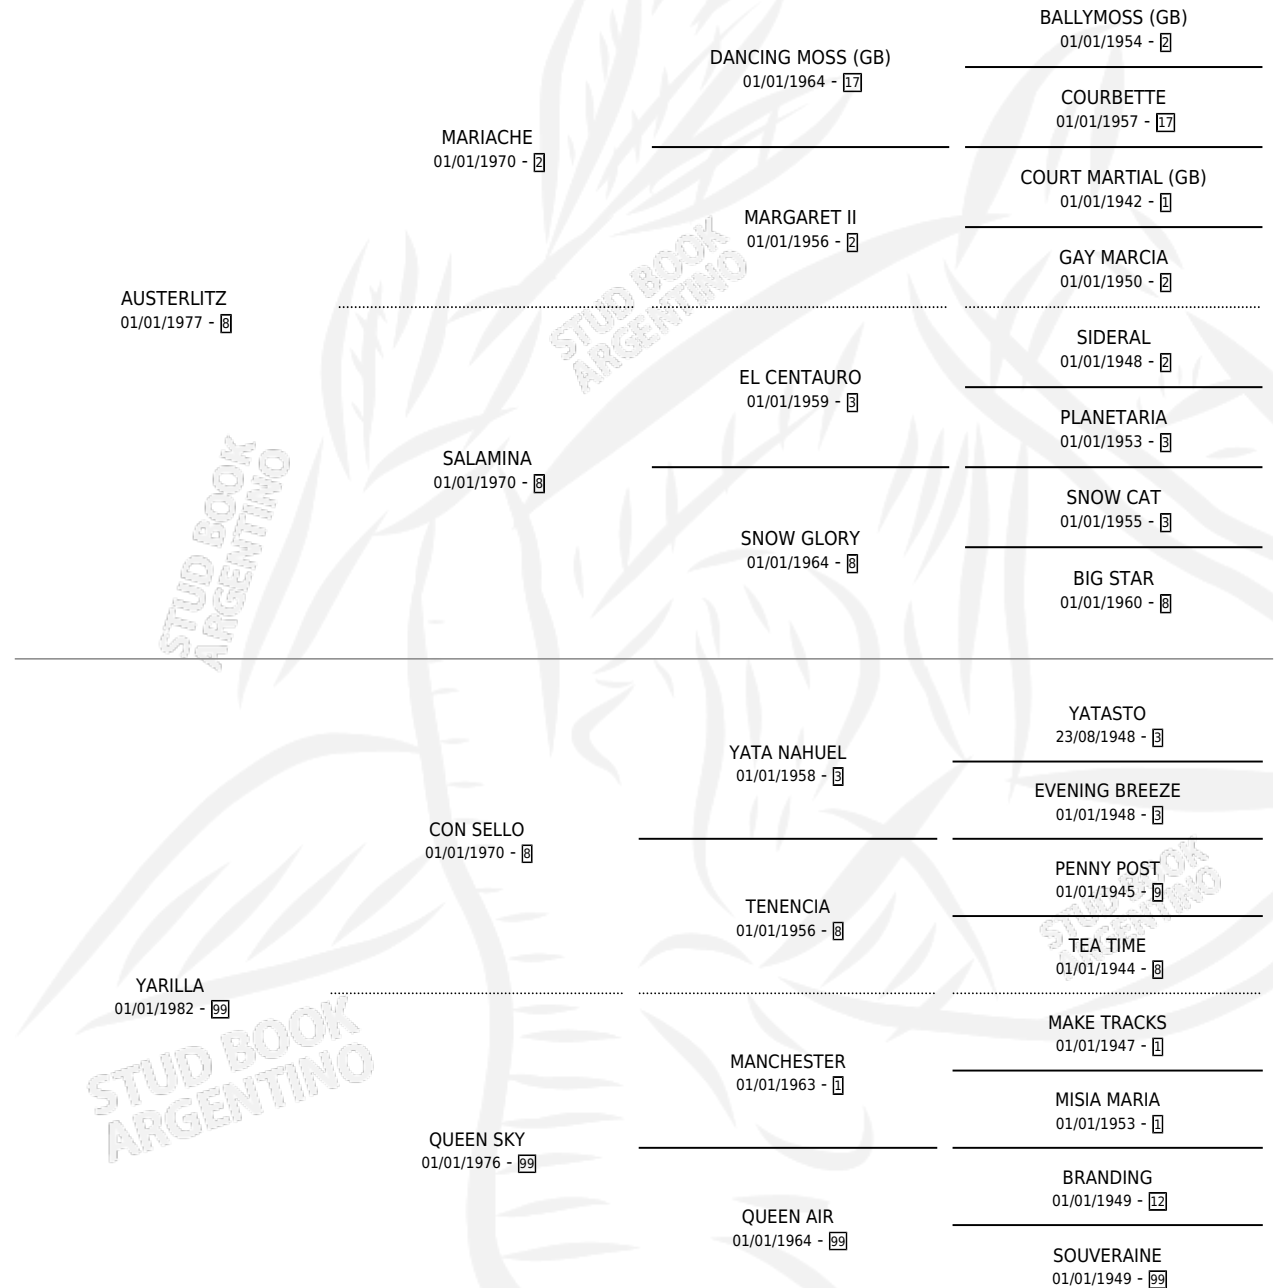 BALLYMOSS (GB)
01/01/1954 - 2
DANCING MOSS (GB)
01/01/1964 - 17
COURBETTE
01/01/1957 - 17
MARIACHE
01/01/1970 - 2
COURT MARTIAL (GB)
01/01/1942 - 1
MARGARET II
01/01/1956 - 2
GAY MARCIA
01/01/1950 - 2
AUSTERLITZ
01/01/1977 - 8
SIDERAL
01/01/1948 - 2
EL CENTAURO
01/01/1959 - 3
PLANETARIA
01/01/1953 - 3
SALAMINA
01/01/1970 - 8
SNOW CAT
01/01/1955 - 3
SNOW GLORY
01/01/1964 - 8
BIG STAR
01/01/1960 - 8
STUD BOOK
ARGENTINO
STUD BOOK
ARGENTINO
YATASTO
23/08/1948 - 3
YATA NAHUEL
01/01/1958 - 3
EVENING BREEZE
01/01/1948 - 3
CON SELLO
01/01/1970 - 8
PENNY POST
01/01/1945 - 9
TENENCIA
01/01/1956 - 8
TEA TIME
01/01/1944 - 8
YARILLA
01/01/1982 - 99
MAKE TRACKS
01/01/1947 - 1
MANCHESTER
01/01/1963 - 1
MISIA MARIA
01/01/1953 - 1
QUEEN SKY
01/01/1976 - 99
BRANDING
01/01/1949 - 12
QUEEN AIR
01/01/1964 - 99
SOUVERAINE
01/01/1949 - 99
STUD BOOK
ARGENTINO
STUD BOOK
ARGENTINO